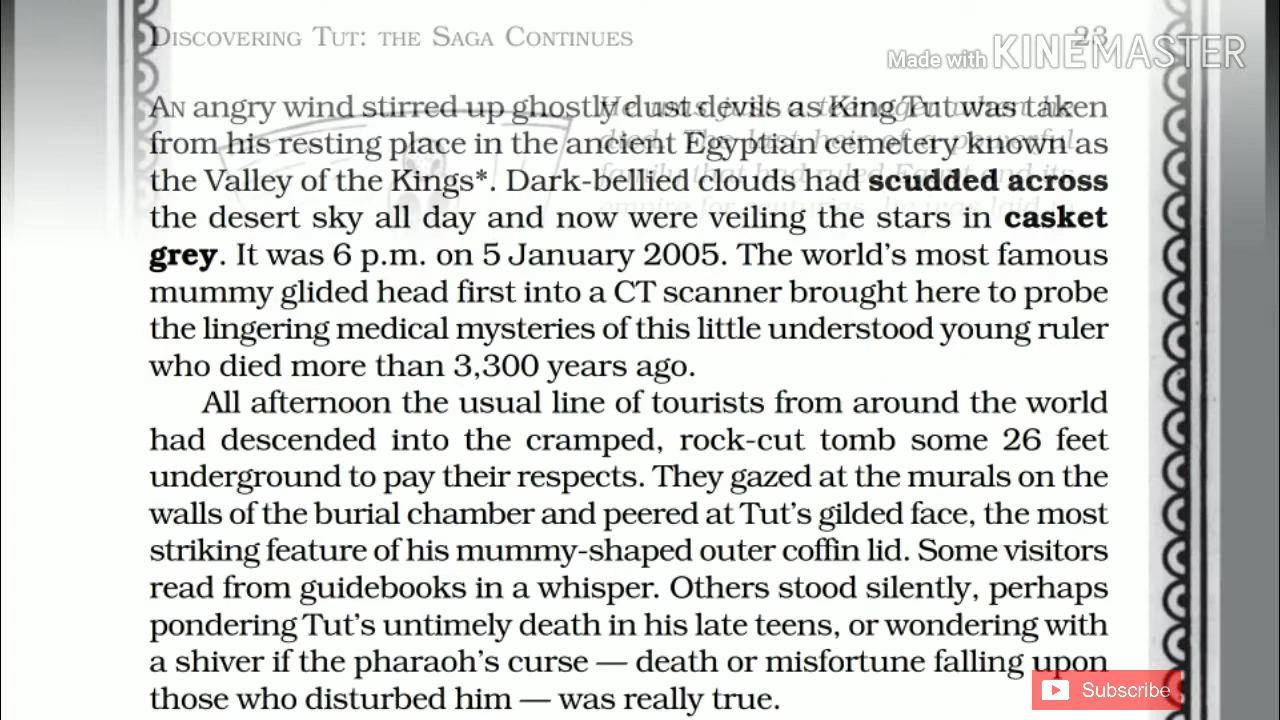 DISCOVERING TUT: THE SAGA CONTINUES 23
Made with KINEMASTER
AN angry wind stirred up ghostly dust devils as King Tut was taken
from his resting place in the ancient Egyptian cemetery known as
the Valley of the Kings*. Dark-bellied clouds had scudded across
the desert sky all day and now were veiling the stars in casket
grey. It was 6 p.m. on 5 January 2005. The world's most famous
mummy glided head first into a CT scanner brought here to probe
the lingering medical mysteries of this little understood young ruler
who died more than 3,300 years ago.
All afternoon the usual line of tourists from around the world
had descended into the cramped, rock-cut tomb some 26 feet
underground to pay their respects. They gazed at the murals on the
walls of the burial chamber and peered at Tut's gilded face, the most
striking feature of his mummy-shaped outer coffin lid. Some visitors
read from guidebooks in a whisper. Others stood silently, perhaps
pondering Tut's untimely death in his late teens, or wondering with
a shiver if the pharaoh's curse — death or misfortune falling upon
those who disturbed him — was really true.
Subscribe